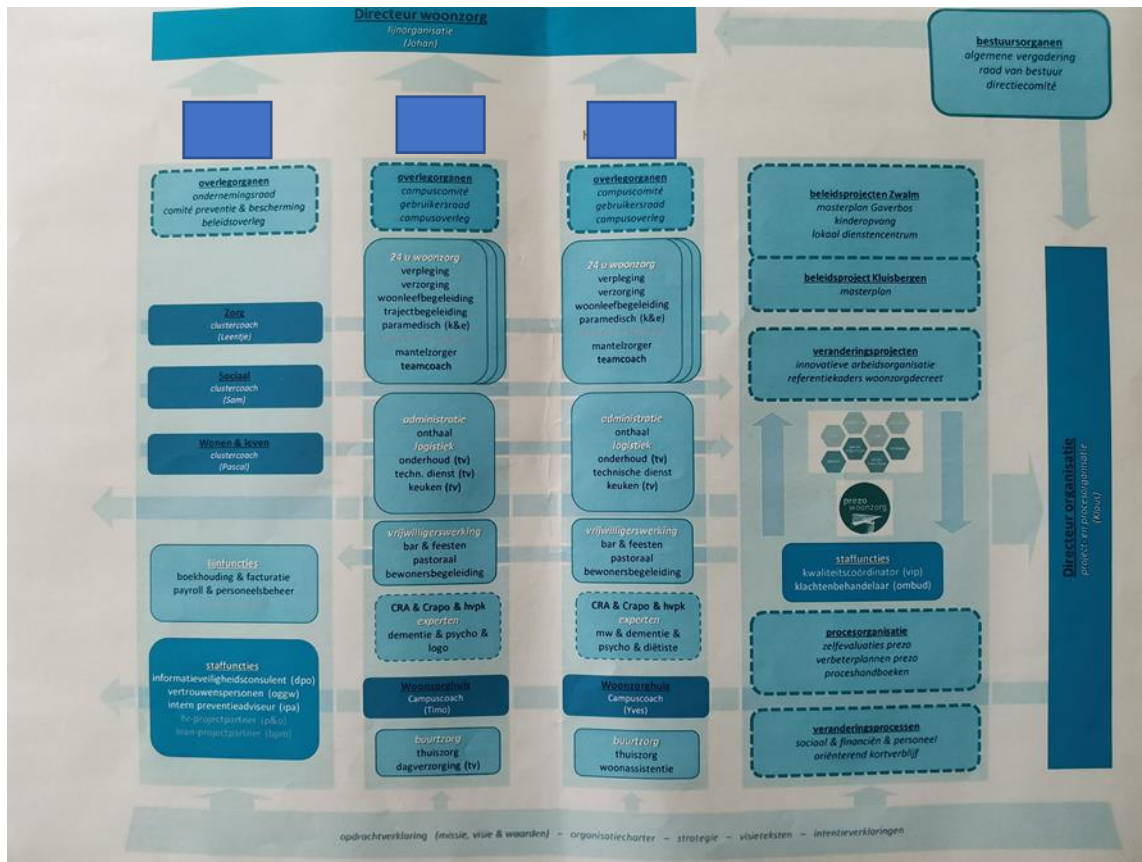 Directeur woonzorg
lijnorganisatie
(Johan)
bestuursorganen
algemene vergadering
raad van bestuur
directiecomité
overlegorganen
ondernemingsraad
comité preventie & bescherming
beleidsoverleg
Zorg
clustercoach
(Leentje)
Sociaal
clustercoach
(Sam)
Wonen & leven
clustercoach
(Pascal)
lijnfuncties
boekhouding & facturatie
payroll & personeelsbeheer
staffuncties
informatieveiligheidsconsulent (dpo)
vertrouwenspersonen (oggw)
intern preventieadviseur (ipa)
hr-projectpartner (p&o)
lean-projectpartner (bpm)
overlegorganen
campuscomité
gebruikersraad
campusoverleg
24 u woonzorg
verpleging
verzorging
woonleefbegeleiding
trajectbegeleiding
paramedisch (k&e)
mantelzorger
teamcoach
administratie
onthaal
logistiek
onderhoud (tv)
techn. dienst (tv)
keuken (tv)
vrijwilligerswerking
bar & feesten
pastoraal
bewonersbegeleiding
CRA & Crapo & hvpk
experten
dementie & psycho &
logo
Woonzorghuis
Campuscoach
(Timo)
buurtzorg
thuiszorg
dagverzorging (tv)
overlegorganen
campuscomité
gebruikersraad
campusoverleg
24 u woonzorg
verpleging
verzorging
woonleefbegeleiding
paramedisch (k&e)
mantelzorger
teamcoach
administratie
onthaal
logistiek
onderhoud (tv)
technische dienst
keuken (tv)
vrijwilligerswerking
bar & feesten
pastoraal
bewonersbegeleiding
CRA & Crapo & hvpk
experten
mw & dementie &
psycho & diëtiste
Woonzorghuis
Campuscoach
(Yves)
buurtzorg
thuiszorg
woonassistentie
beleidsprojecten Zwalm
masterplan Gaverbos
kinderopvang
lokaal dienstencentrum
beleidsproject Kluisbergen
masterplan
veranderingsprojecten
innovatieve arbeidsorganisatie
referentiekaders woonzorgdecreet
prezo
woonzorg
staffuncties
kwaliteitscoördinator (vip)
klachtenbehandelaar (ombud)
procesorganisatie
zelfevaluaties prezo
verbeterplannen prezo
proceshandboeken
veranderingsprocessen
sociaal & financiën & personeel
oriënterend kortverblijf
Directeur organisatie
project- en procesorganisatie
(Klaus)
opdrachtverklaring (missie, visie & waarden) – organisatiecharter – strategie – visieteksten – intentieverklaringen